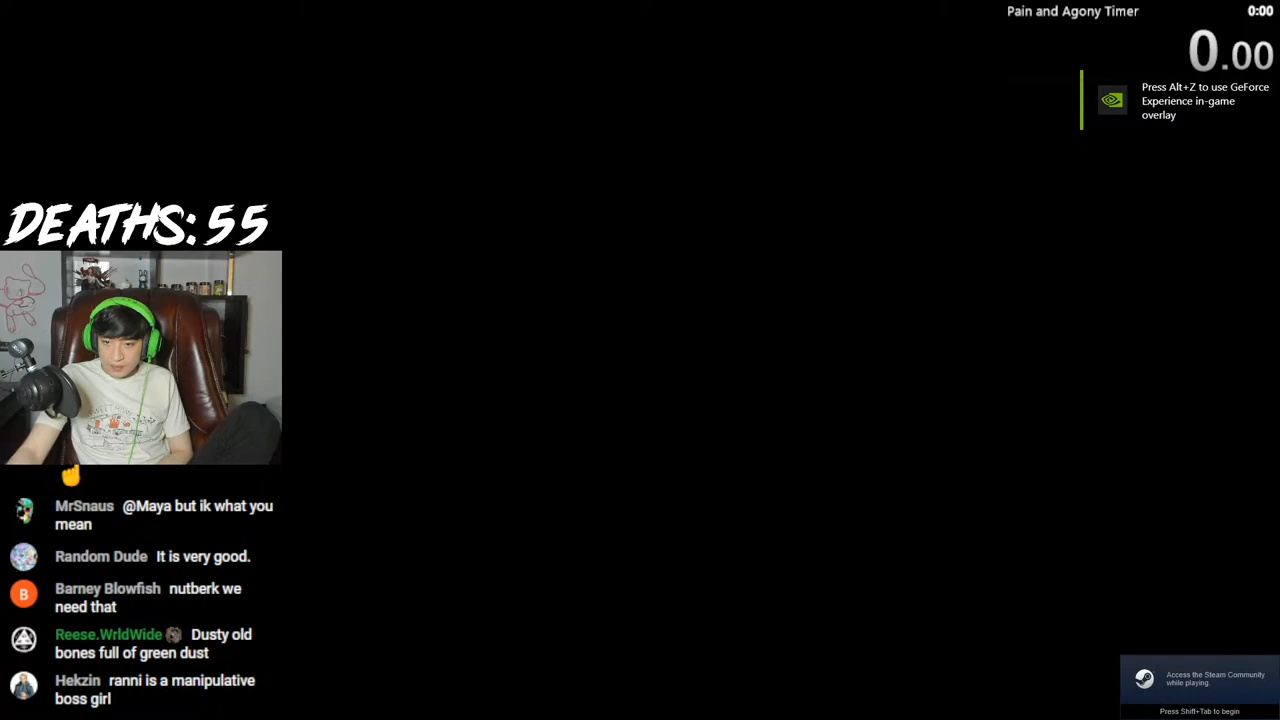 Pain and Agony Timer 0:00
0.00
Press Alt+Z to use GeForce
Experience in-game
overlay
DEATHS: 55
MrSnaus @Maya but ik what you
mean
Random Dude It is very good.
B
Barney Blowfish nutberk we
need that
Reese.WrldWide Dusty old
bones full of green dust
Hekzin ranni is a manipulative
boss girl
Access the Steam Community
while playing.
Press Shift+Tab to begin